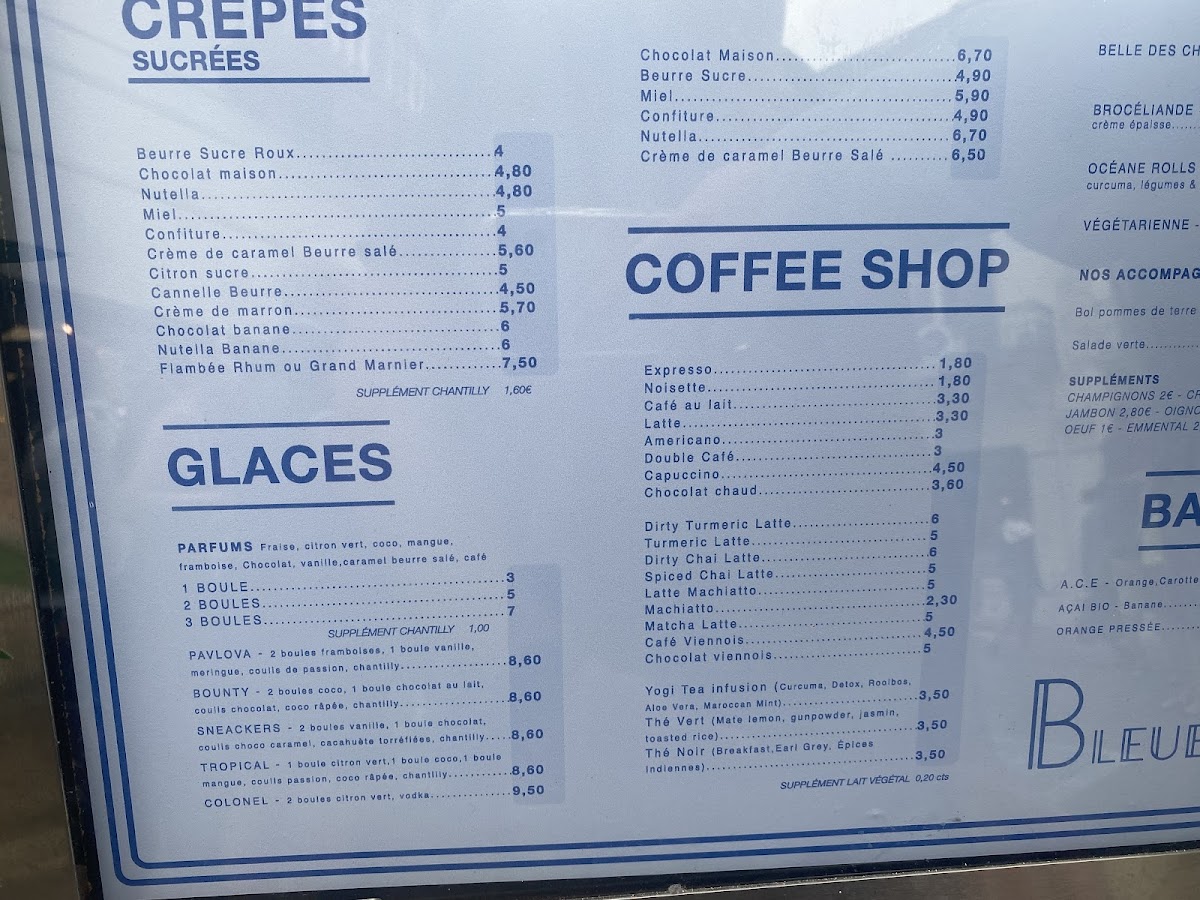 CRÊPES
SUCRÉES
Beurre Sucre Roux 4
Chocolat maison 4,80
Nutella 4,80
Miel 5
Confiture 4
Crème de caramel Beurre salé 5,60
Citron sucre 5
Cannelle Beurre 4,50
Crème de marron 5,70
Chocolat banane 6
Nutella Banane 6
Flambée Rhum ou Grand Marnier 7,50
SUPPLÉMENT CHANTILLY 1,60€
GLACES
PARFUMS Fraise, citron vert, coco, mangue,
framboise, Chocolat, vanille,caramel beurre salé, café
1 BOULE 3
2 BOULES 5
3 BOULES 7
SUPPLÉMENT CHANTILLY 1,00
PAVLOVA - 2 boules framboises, 1 boule vanille,
meringue, coulis de passion, chantilly 8,60
BOUNTY - 2 boules coco, 1 boule chocolat au lait,
coulis chocolat, coco râpée, chantilly 8,60
SNEACKERS - 2 boules vanille, 1 boule chocolat,
coulis choco caramel, cacahuète torréfiées, chantilly 8,60
TROPICAL - 1 boule citron vert,1 boule coco,1 boule
mangue, coulis passion, coco râpée, chantilly 8,60
COLONEL - 2 boules citron vert, vodka 9,50
Chocolat Maison 6,70
Beurre Sucre 4,90
Miel 5,90
Confiture 4,90
Nutella 6,70
Crème de caramel Beurre Salé 6,50
COFFEE SHOP
Expresso 1,80
Noisette 1,80
Café au lait 3,30
Latte 3,30
Americano 3
Double Café 3
Capuccino 4,50
Chocolat chaud 3,60
Dirty Turmeric Latte 6
Turmeric Latte 5
Dirty Chai Latte 6
Spiced Chai Latte 5
Latte Machiatto 5
Machiatto 2,30
Matcha Latte 5
Café Viennois 4,50
Chocolat viennois 5
Yogi Tea infusion (Curcuma, Detox, Rooibos,
Aloe Vera, Maroccan Mint) 3,50
Thé Vert (Mate lemon, gunpowder, jasmin,
toasted rice) 3,50
Thé Noir (Breakfast,Earl Grey, Épices
Indiennes) 3,50
SUPPLÉMENT LAIT VÉGÉTAL 0,20 cts
BELLE DES CH
BROCÉLIANDE
crème épaisse
OCÉANE ROLLS
curcuma, légumes &
VÉGÉTARIENNE -
NOS ACCOMPAG
Bol pommes de terre
Salade verte
SUPPLÉMENTS
CHAMPIGNONS 2€ - CR
JAMBON 2,80€ - OIGNO
OEUF 1€ - EMMENTAL 2
BA
A.C.E - Orange,Carotte
AÇAI BIO - Banane
ORANGE PRESSÉE
BLEUE